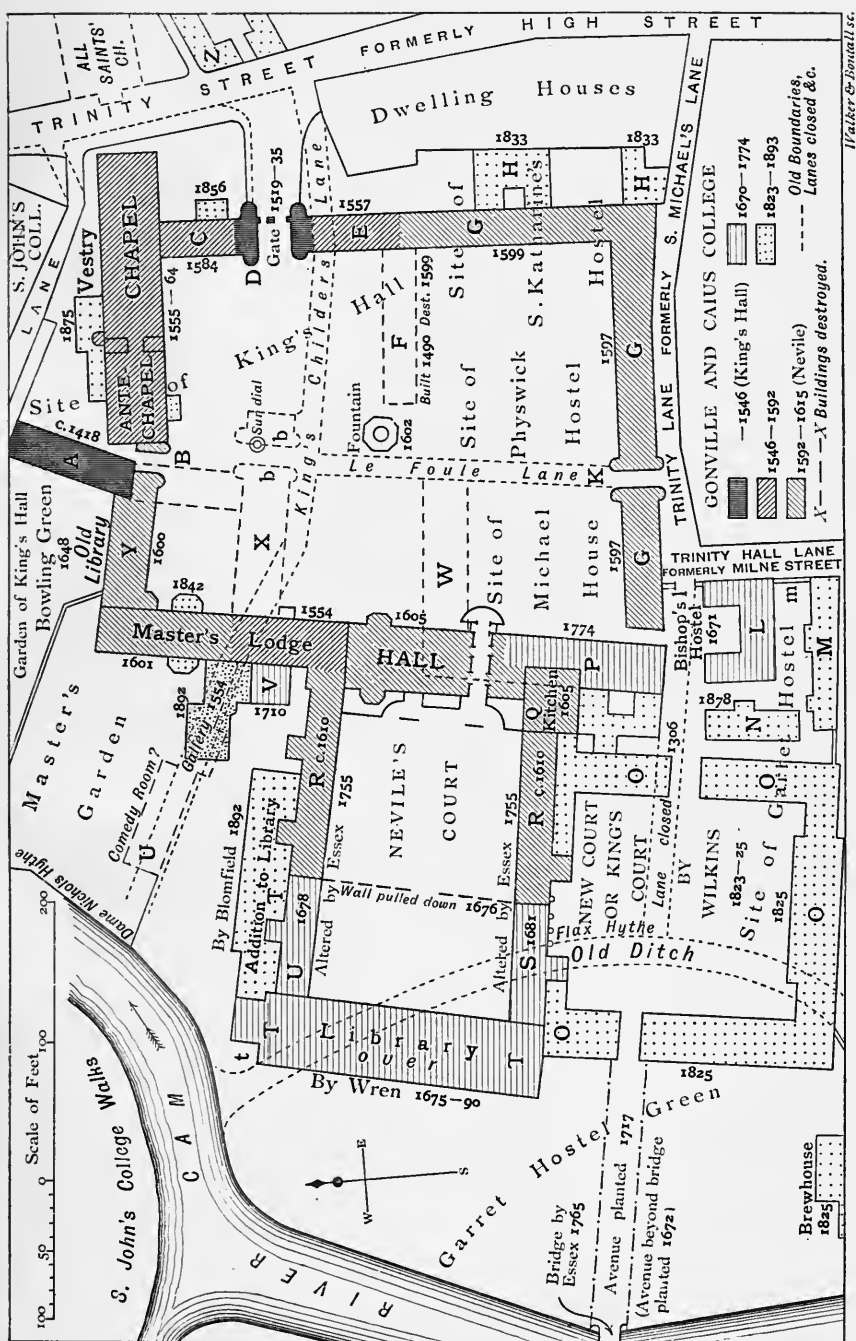 TRINITY STREET FORMERLY HIGH STREET
ALL
SAINTS'
CH.
Z
S. JOHN'S
COLL.
LANE
Dwelling Houses
Vestry
1875
CHAPEL
ANTE-
CHAPEL
1555–64
1856
C
1584
D
Gate
1519–35
1557
E
G
1599
1833
H
1833
H
Site of
S. Katharine's
Hostel
Site of
King's Hall
King's Childers Lane
F
Built 1490 Dest. 1599
Sun dial
b
b
Fountain
1602
Site of
Physwick
Hostel
1597
G
TRINITY LANE FORMERLY S. MICHAEL'S LANE
A
c. 1418
B
Le Foule Lane
K
Garden of King's Hall
Bowling Green
1648
Old
Library
Y
1600
X
W
Site of
Michael
House
1597
G
TRINITY HALL LANE
FORMERLY MILNE STREET
GONVILLE AND CAIUS COLLEGE
—1546 (King's Hall)
1546–1592
1592–1615 (Nevile)
1670–1774
1823–1893
X———X Buildings destroyed.
Old Boundaries,
Lanes closed &c.
1842
1554
Master's Lodge
1601
1605
HALL
1774
P
Q
Kitchen
1605
Bishop's
Hostel
1671
L
m
M
1878
N
1306
Master's
Garden
1892
Gallery 1554
V
1710
Comedy Room?
U
Dame Nichols Hythe
R
c. 1610
1755
NEVILE'S
COURT
R
c. 1610
1755
O
O
NEW COURT
OR KING'S
COURT
Lane closed
BY
WILKINS
1823–25
Site of Garret Hostel
1825
O
By Blomfield 1892
Addition to Library
T
U
1678
Altered by Essex
Wall pulled down 1676
Altered by Essex
S
1681
Flax Hythe
Old Ditch
t
T
Library
over
T
By Wren 1675–90
O
1825
Scale of Feet
100
50
0
100
200
S. John's College Walks
RIVER CAM
E
S
W
Garret Hostel Green
Bridge by
Essex 1765
Avenue planted 1717
(Avenue beyond bridge
planted 1672)
Brewhouse
1825
Walker & Boutall sc.